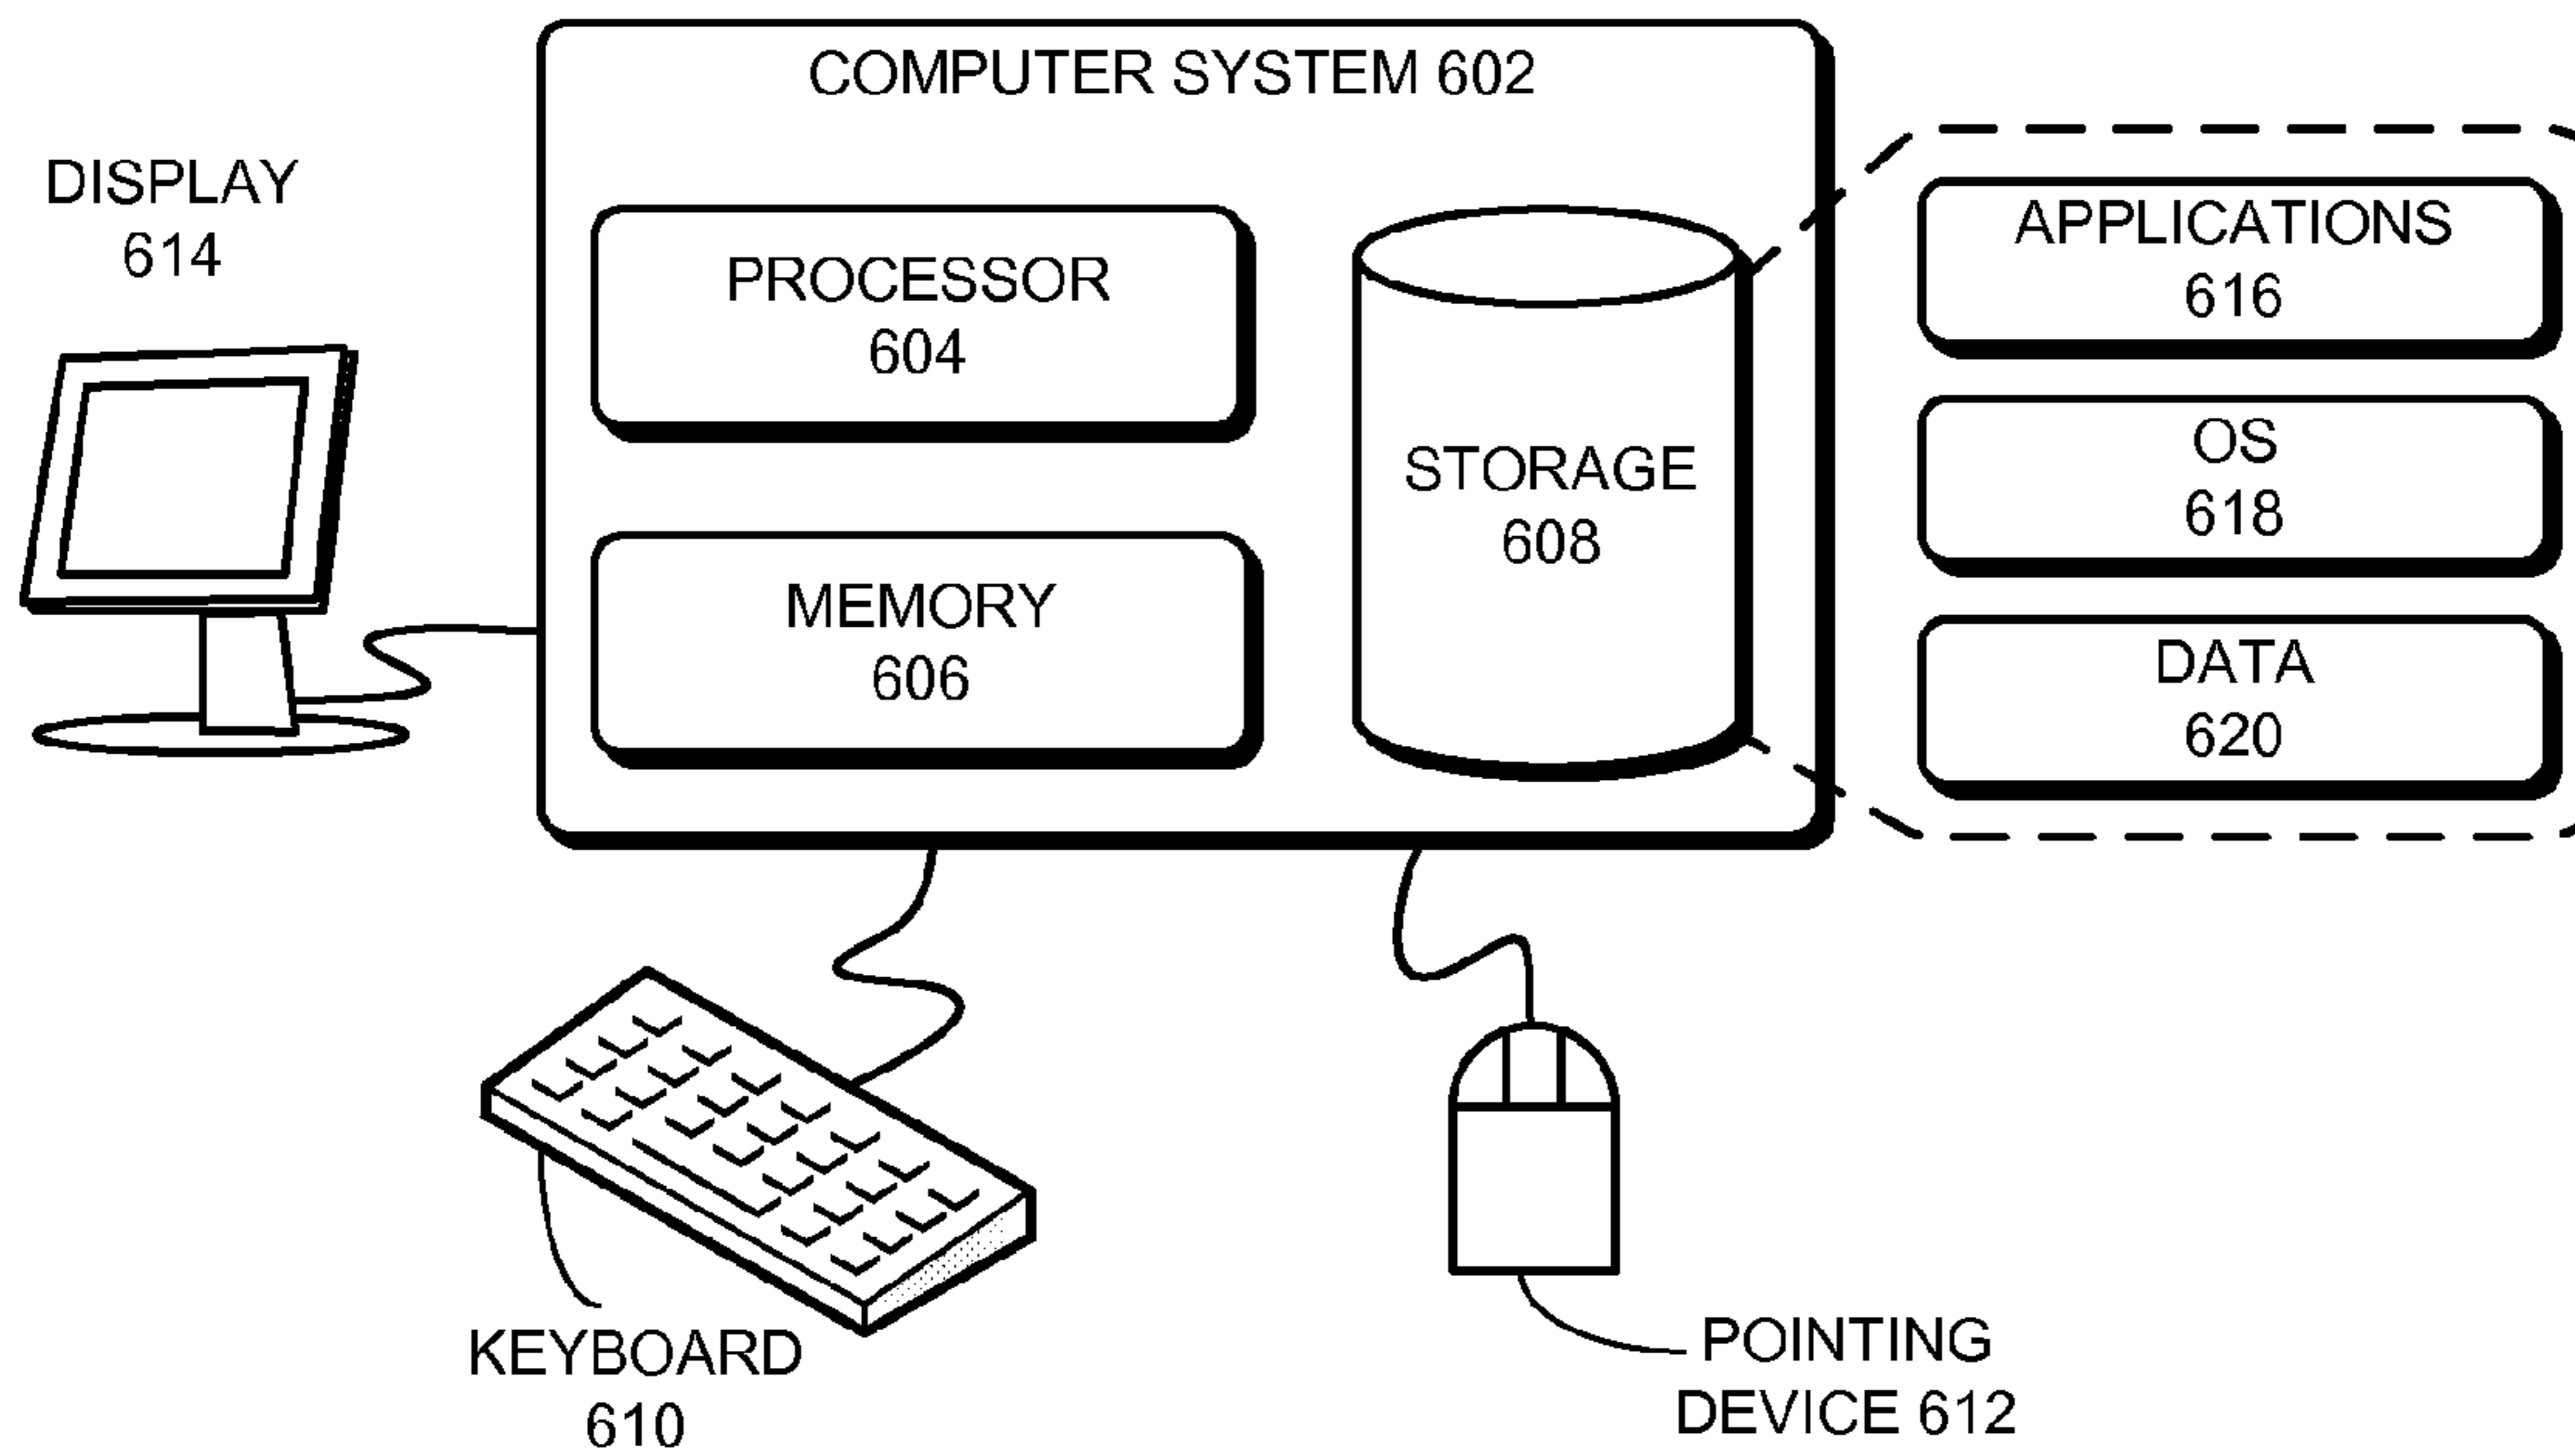 COMPUTER SYSTEM 602
DISPLAY
614
PROCESSOR
604
MEMORY
606
STORAGE
608
APPLICATIONS
616
OS
618
DATA
620
KEYBOARD
610
POINTING
DEVICE 612